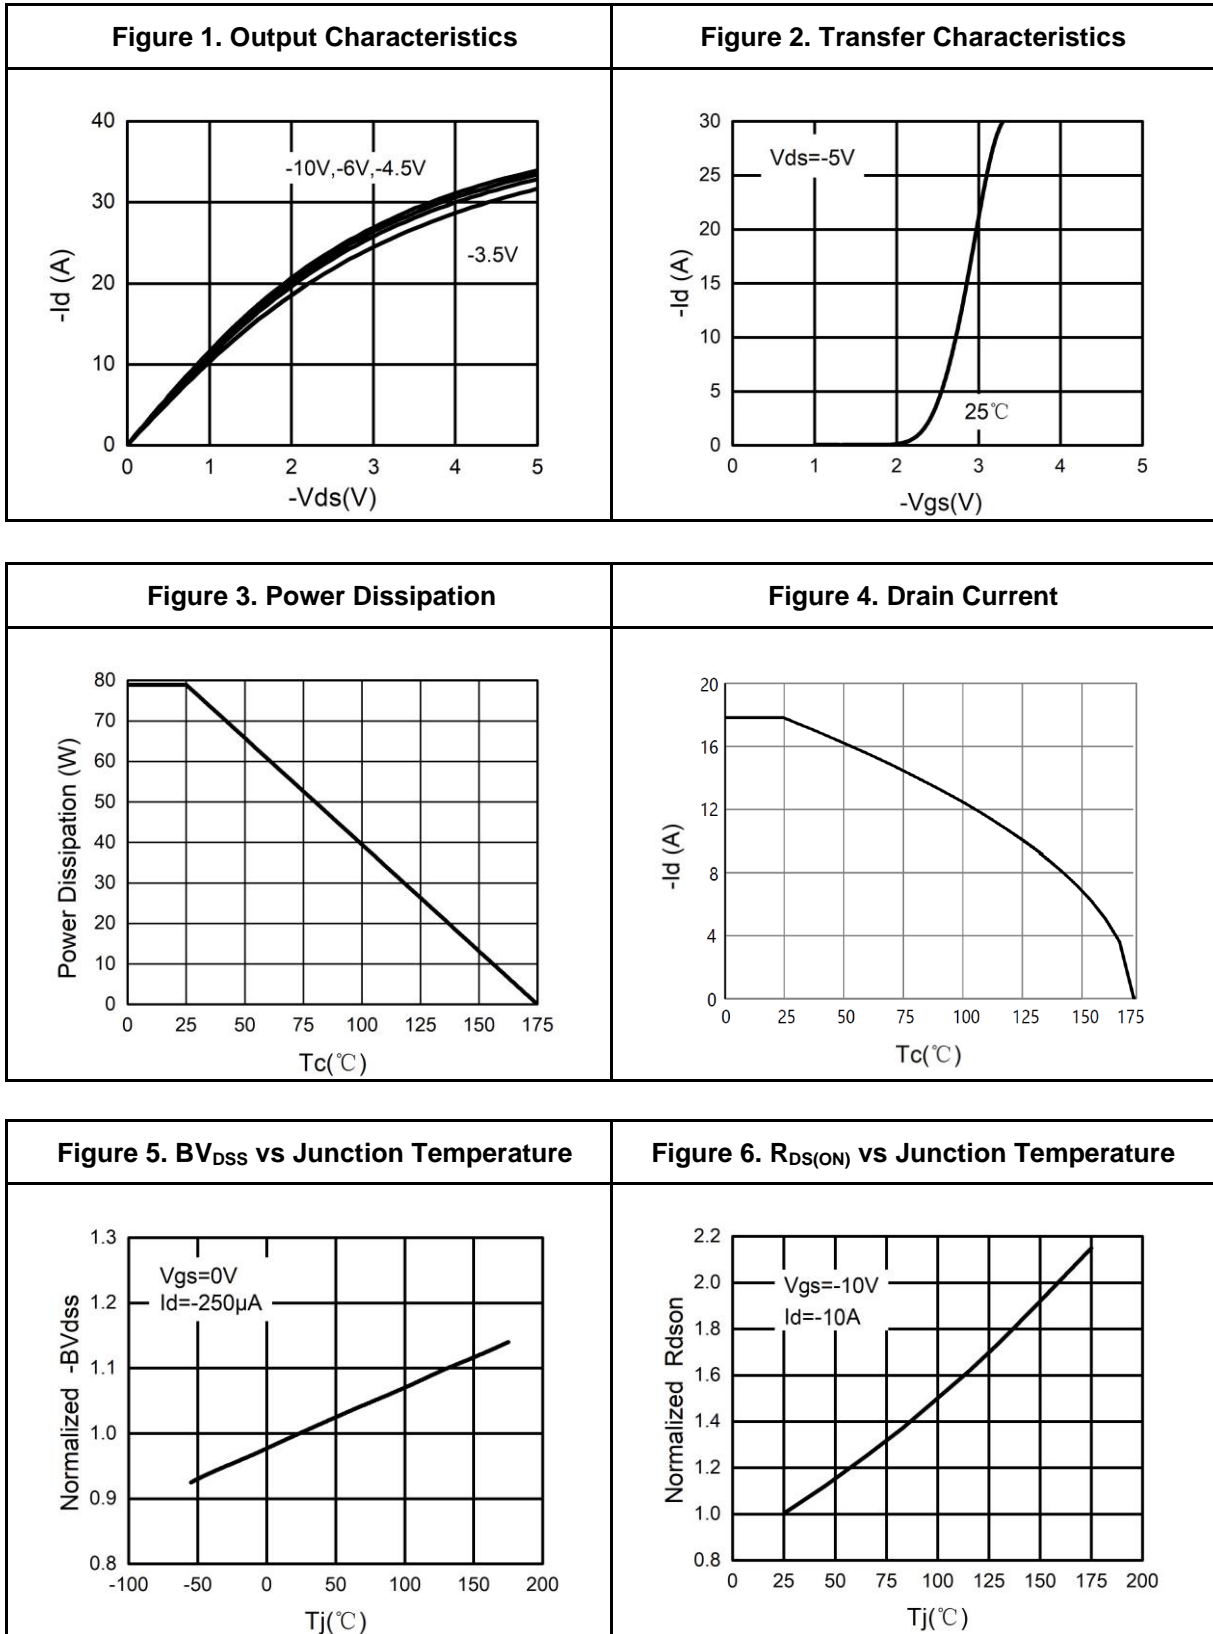 Figure 1. Output Characteristics
Figure 2. Transfer Characteristics
40
30
20
10
0
-Id (A)
-10V,-6V,-4.5V
-3.5V
0 1 2 3 4 5
-Vds(V)
30
25
20
15
10
5
0
-Id (A)
Vds=-5V
25℃
0 1 2 3 4 5
-Vgs(V)
Figure 3. Power Dissipation
Figure 4. Drain Current
80
70
60
50
40
30
20
10
0
Power Dissipation (W)
0 25 50 75 100 125 150 175
Tc(℃)
20
16
12
8
4
0
-Id (A)
0 25 50 75 100 125 150 175
Tc(℃)
Figure 5. BVDSS vs Junction Temperature
Figure 6. RDS(ON) vs Junction Temperature
1.3
1.2
1.1
1.0
0.9
0.8
Normalized -BVdss
Vgs=0V
Id=-250μA
-100 -50 0 50 100 150 200
Tj(℃)
2.2
2.0
1.8
1.6
1.4
1.2
1.0
0.8
Normalized Rdson
Vgs=-10V
Id=-10A
0 25 50 75 100 125 150 175 200
Tj(℃)